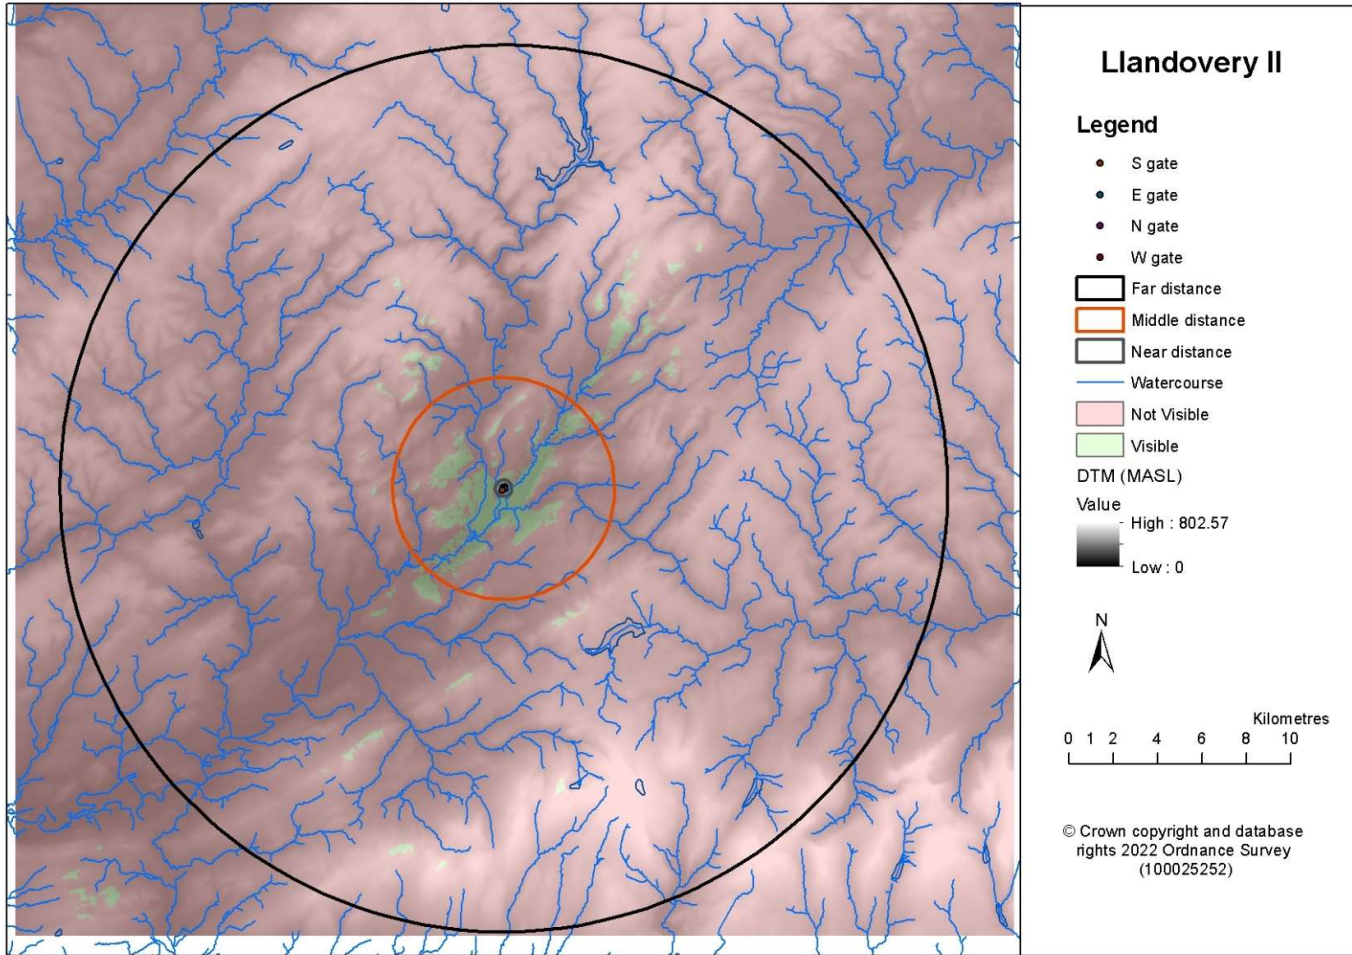 Llandovery II
Legend
S gate
E gate
N gate
W gate
Far distance
Middle distance
Near distance
Watercourse
Not Visible
Visible
DTM (MASL)
Value
High : 802.57
Low : 0
N
Kilometres
0 1 2 4 6 8 10
© Crown copyright and database
rights 2022 Ordnance Survey
(100025252)